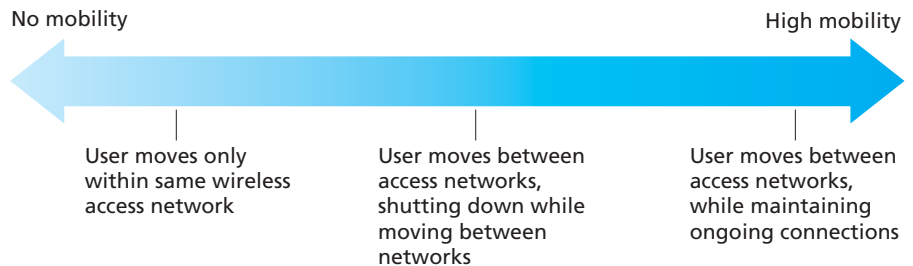 No mobility
High mobility
User moves only
within same wireless
access network
User moves between
access networks,
shutting down while
moving between
networks
User moves between
access networks,
while maintaining
ongoing connections